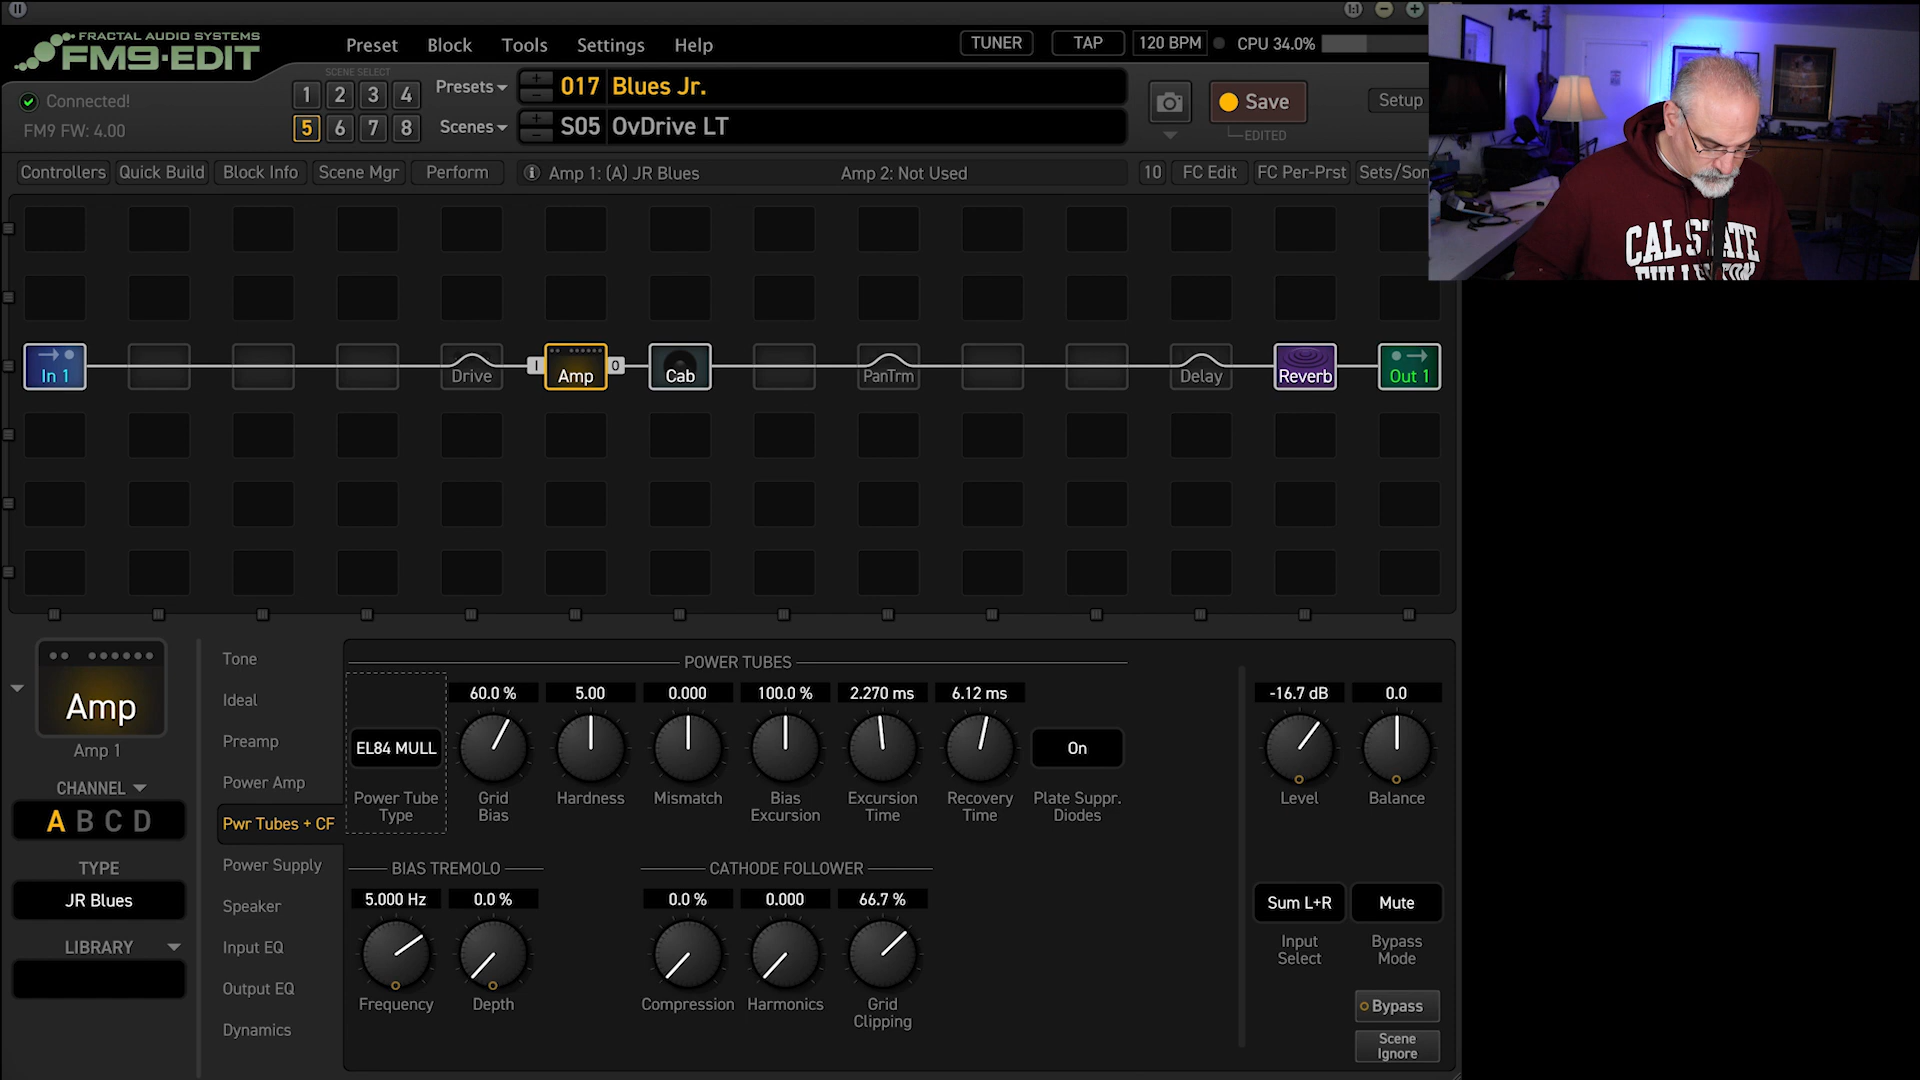 FRACTAL AUDIO SYSTEMS
FM9-EDIT
Preset
Block
Tools
Settings
Help
TUNER
TAP
120 BPM
CPU 34.0%
Connected!
FM9 FW: 4.00
SCENE SELECT
1 2 3 4
5 6 7 8
Presets
017 Blues Jr.
Scenes
S05 OvDrive LT
Save
EDITED
Setup
Controllers
Quick Build
Block Info
Scene Mgr
Perform
Amp 1: (A) JR Blues
Amp 2: Not Used
10
FC Edit
FC Per-Prst
Sets/Son
CAL STATE
FULLERTON
In 1
Drive
I
Amp
O
Cab
PanTrm
Delay
Reverb
Out 1
Amp
Amp 1
CHANNEL
A B C D
TYPE
JR Blues
LIBRARY
Tone
Ideal
Preamp
Power Amp
Pwr Tubes + CF
Power Supply
Speaker
Input EQ
Output EQ
Dynamics
POWER TUBES
60.0 %
5.00
0.000
100.0 %
2.270 ms
6.12 ms
EL84 MULL
On
Power Tube
Type
Grid
Bias
Hardness
Mismatch
Bias
Excursion
Excursion
Time
Recovery
Time
Plate Suppr.
Diodes
BIAS TREMOLO
5.000 Hz
0.0 %
Frequency
Depth
CATHODE FOLLOWER
0.0 %
0.000
66.7 %
Compression
Harmonics
Grid
Clipping
-16.7 dB
0.0
Level
Balance
Sum L+R
Mute
Input
Select
Bypass
Mode
Bypass
Scene
Ignore